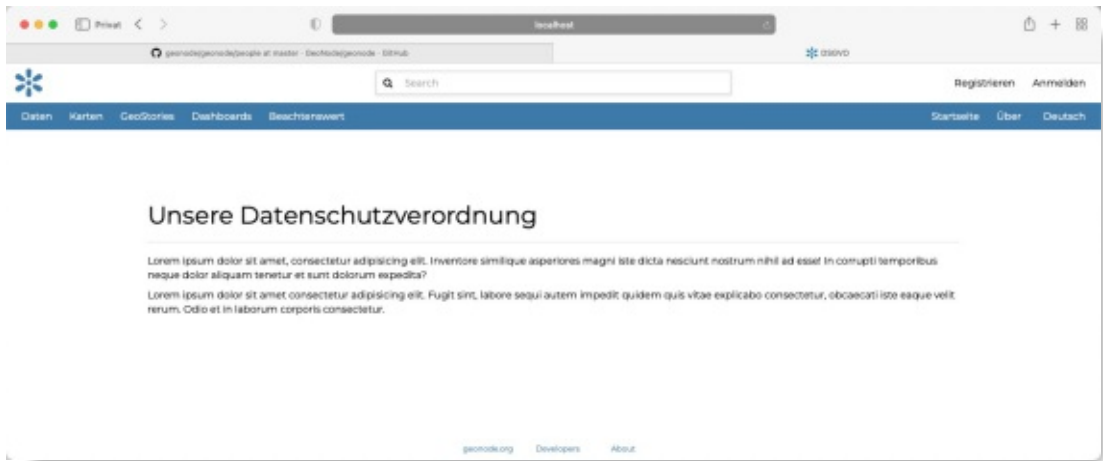 Privat
localhost
geonode/geonode/people at master · GeoNode/geonode · GitHub
Search
Registrieren Anmelden
Daten Karten GeoStories Dashboards Beachtenswert
Startseite Über Deutsch
Unsere Datenschutzverordnung
Lorem ipsum dolor sit amet, consectetur adipisicing elit. Inventore similique asperiores magni iste dicta nesciunt nostrum nihil ad esse! In corrupti temporibus
neque dolor aliquam tenetur et sunt dolorum expedita?
Lorem ipsum dolor sit amet consectetur adipisicing elit. Fugit sint, labore sequi autem impedit quidem quis vitae explicabo consectetur, obcaecati iste eaque velit
rerum. Odio et in laborum corporis consectetur.
geonode.org Developers About